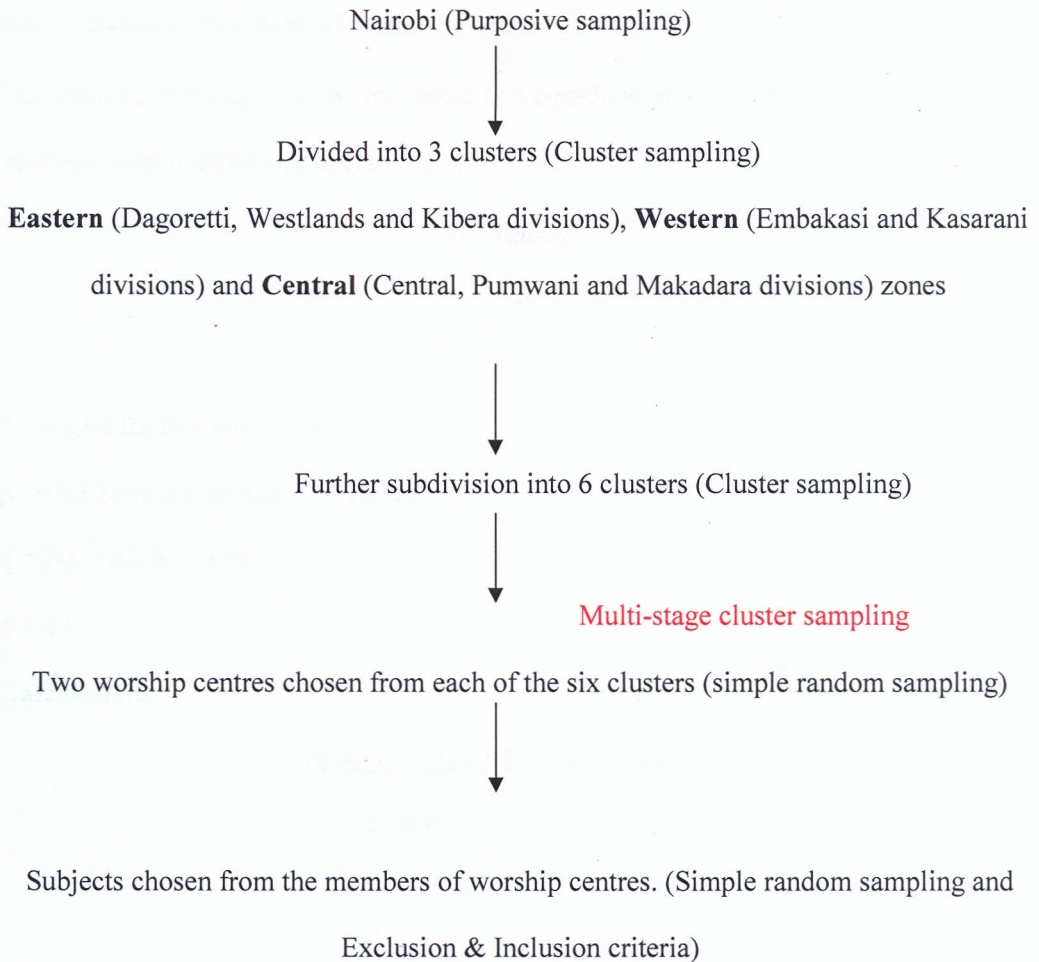 Nairobi (Purposive sampling)
Divided into 3 clusters (Cluster sampling)
Eastern (Dagoretti, Westlands and Kibera divisions), Western (Embakasi and Kasarani
divisions) and Central (Central, Pumwani and Makadara divisions) zones
Further subdivision into 6 clusters (Cluster sampling)
Multi-stage cluster sampling
Two worship centres chosen from each of the six clusters (simple random sampling)
Subjects chosen from the members of worship centres. (Simple random sampling and
Exclusion & Inclusion criteria)